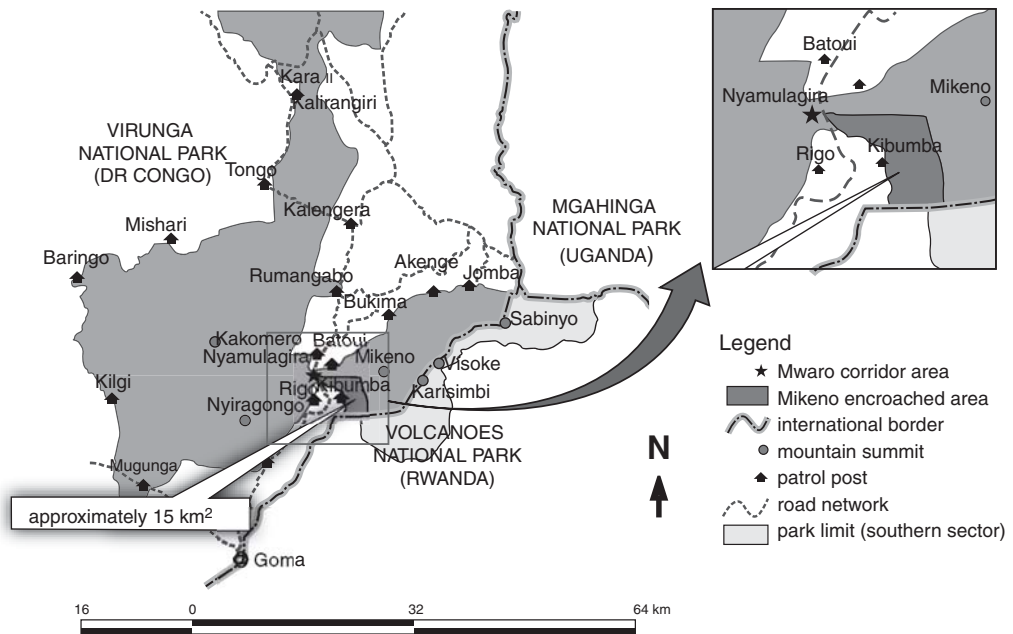 Kara II
Kalirangiri
VIRUNGA
NATIONAL PARK
(DR CONGO)
Tongo
Kalengera
Mishari
Baringo
Rumangabo
Akenge
Jomba
Bukima
MGAHINGA
NATIONAL PARK
(UGANDA)
Sabinyo
Kakomero
Batoui
Nyamulagira
Mikeno
Visoke
Kilgi
Rigo
Kibumba
Karisimbi
Nyiragongo
VOLCANOES
NATIONAL PARK
(RWANDA)
Mugunga
approximately 15 km²
Goma
N
16 0 32 64 km
Batoui
Nyamulagira
Mikeno
Rigo
Kibumba
Legend
Mwaro corridor area
Mikeno encroached area
international border
mountain summit
patrol post
road network
park limit (southern sector)